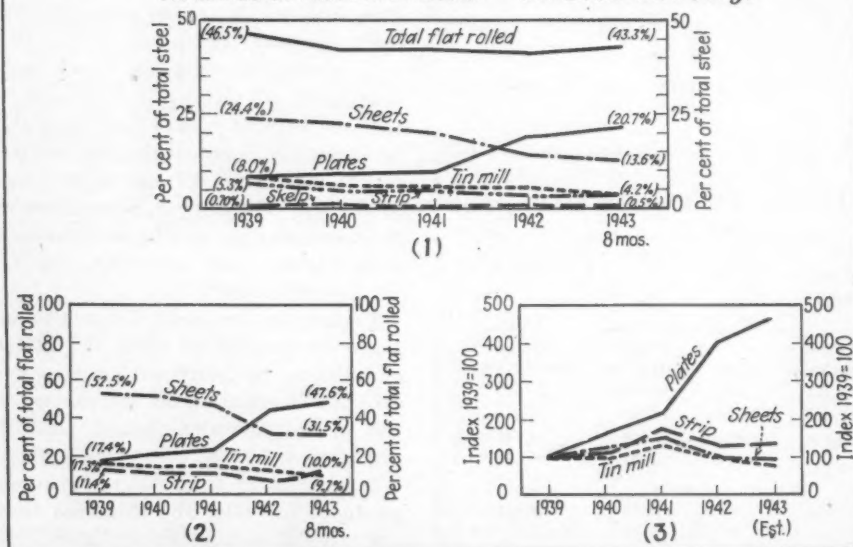 50
50
(46.5%)
Total flat rolled
(43.3%)
Per cent of total steel
Per cent of total steel
(24.4%)
Sheets
25
25
(20.7%)
(8.0%)
Plates
Tin mill
(13.6%)
(5.3%)
(4.2%)
(0.70%)
Skelp
Strip
(0.5%)
0
0
1939
1940
1941
1942
1943
(1)
8 mos.
100
100
500
500
Per cent of total flat rolled
80
80
400
400
Per cent of total flat rolled
Index 1939=100
Plates
Index 1939=100
60
(52.5%)
Sheets
(47.6%)
60
300
300
40
40
(31.5%)
200
Strip
Sheets
200
(17.4%)
Plates
20
20
(17.3%
(10.0%)
100
100
Tin mill
Tin mill
(11.4%
Strip
(9.7%)
0
0
0
0
1939
1940
1941
1942
1943
1939
1940
1941
1942
1943
(2)
8 mos.
(3)
(Est.)